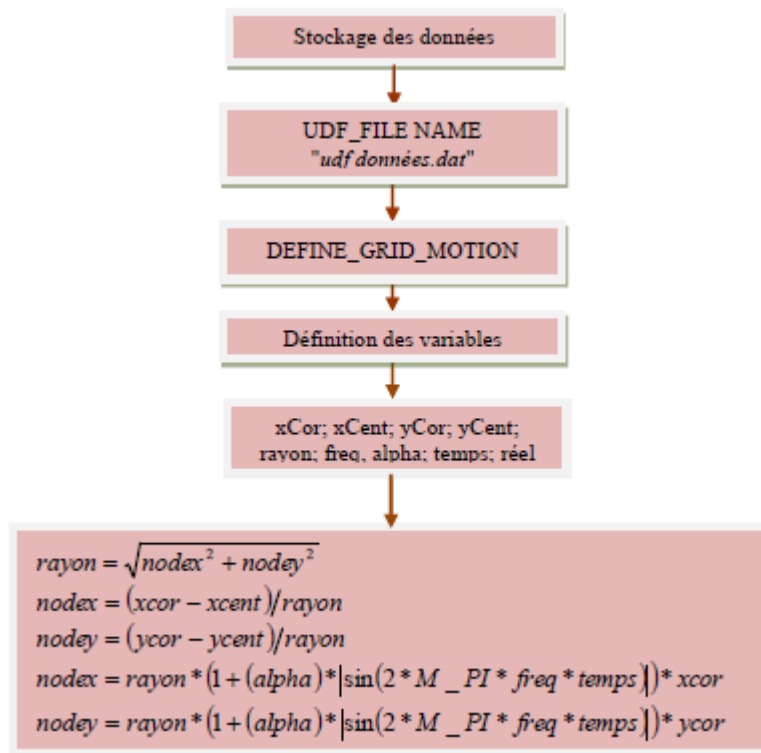 Stockage des données
UDF_FILE NAME
"udf données.dat"
DEFINE_GRID_MOTION
Définition des variables
xCor; xCent; yCor; yCent;
rayon; freq, alpha; temps; réel
rayon = √nodex² + nodey²
nodex = (xcor − xcent)/rayon
nodey = (ycor − ycent)/rayon
nodex = rayon * (1 + (alpha) * |sin(2 * M _ PI * freq * temps)|) * xcor
nodey = rayon * (1 + (alpha) * |sin(2 * M _ PI * freq * temps)|) * ycor